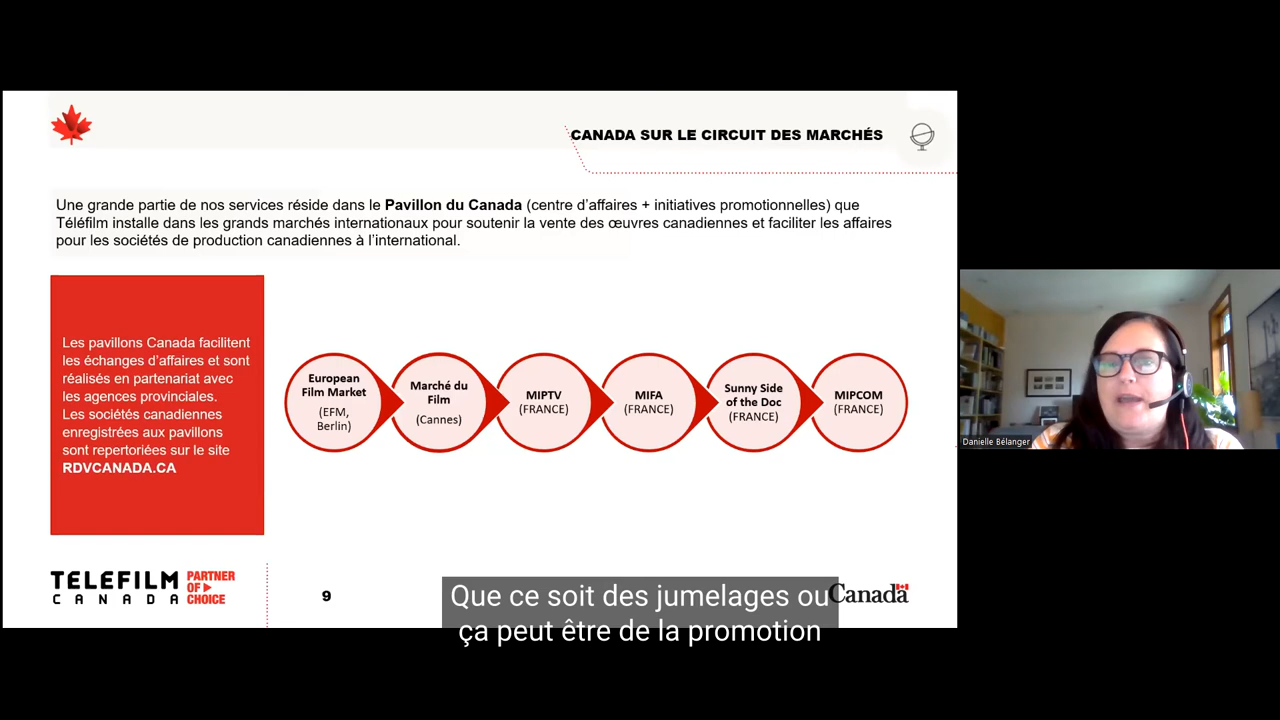 CANADA SUR LE CIRCUIT DES MARCHÉS
Une grande partie de nos services réside dans le Pavillon du Canada (centre d’affaires + initiatives promotionnelles) que
Téléfilm installe dans les grands marchés internationaux pour soutenir la vente des œuvres canadiennes et faciliter les affaires
pour les sociétés de production canadiennes à l’international.
Les pavillons Canada facilitent
les échanges d’affaires et sont
réalisés en partenariat avec
les agences provinciales.
Les sociétés canadiennes
enregistrées aux pavillons
sont repertoriées sur le site
RDVCANADA.CA
European
Film Market
(EFM,
Berlin)
Marché du
Film
(Cannes)
MIPTV
(FRANCE)
MIFA
(FRANCE)
Sunny Side
of the Doc
(FRANCE)
MIPCOM
(FRANCE)
Danielle Bélanger
TELEFILM
CANADA
PARTNER
OF
CHOICE
9
Canada
Que ce soit des jumelages ou
ça peut être de la promotion